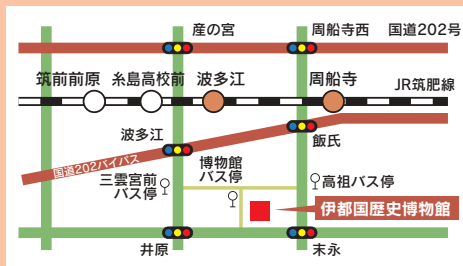 産の宮
周船寺西
国道202号
筑前前原
糸島高校前
波多江
周船寺
JR筑肥線
波多江
飯氏
国道202バイパス
三雲宮前
バス停
博物館
バス停
高祖バス停
伊都国歴史博物館
井原
末永